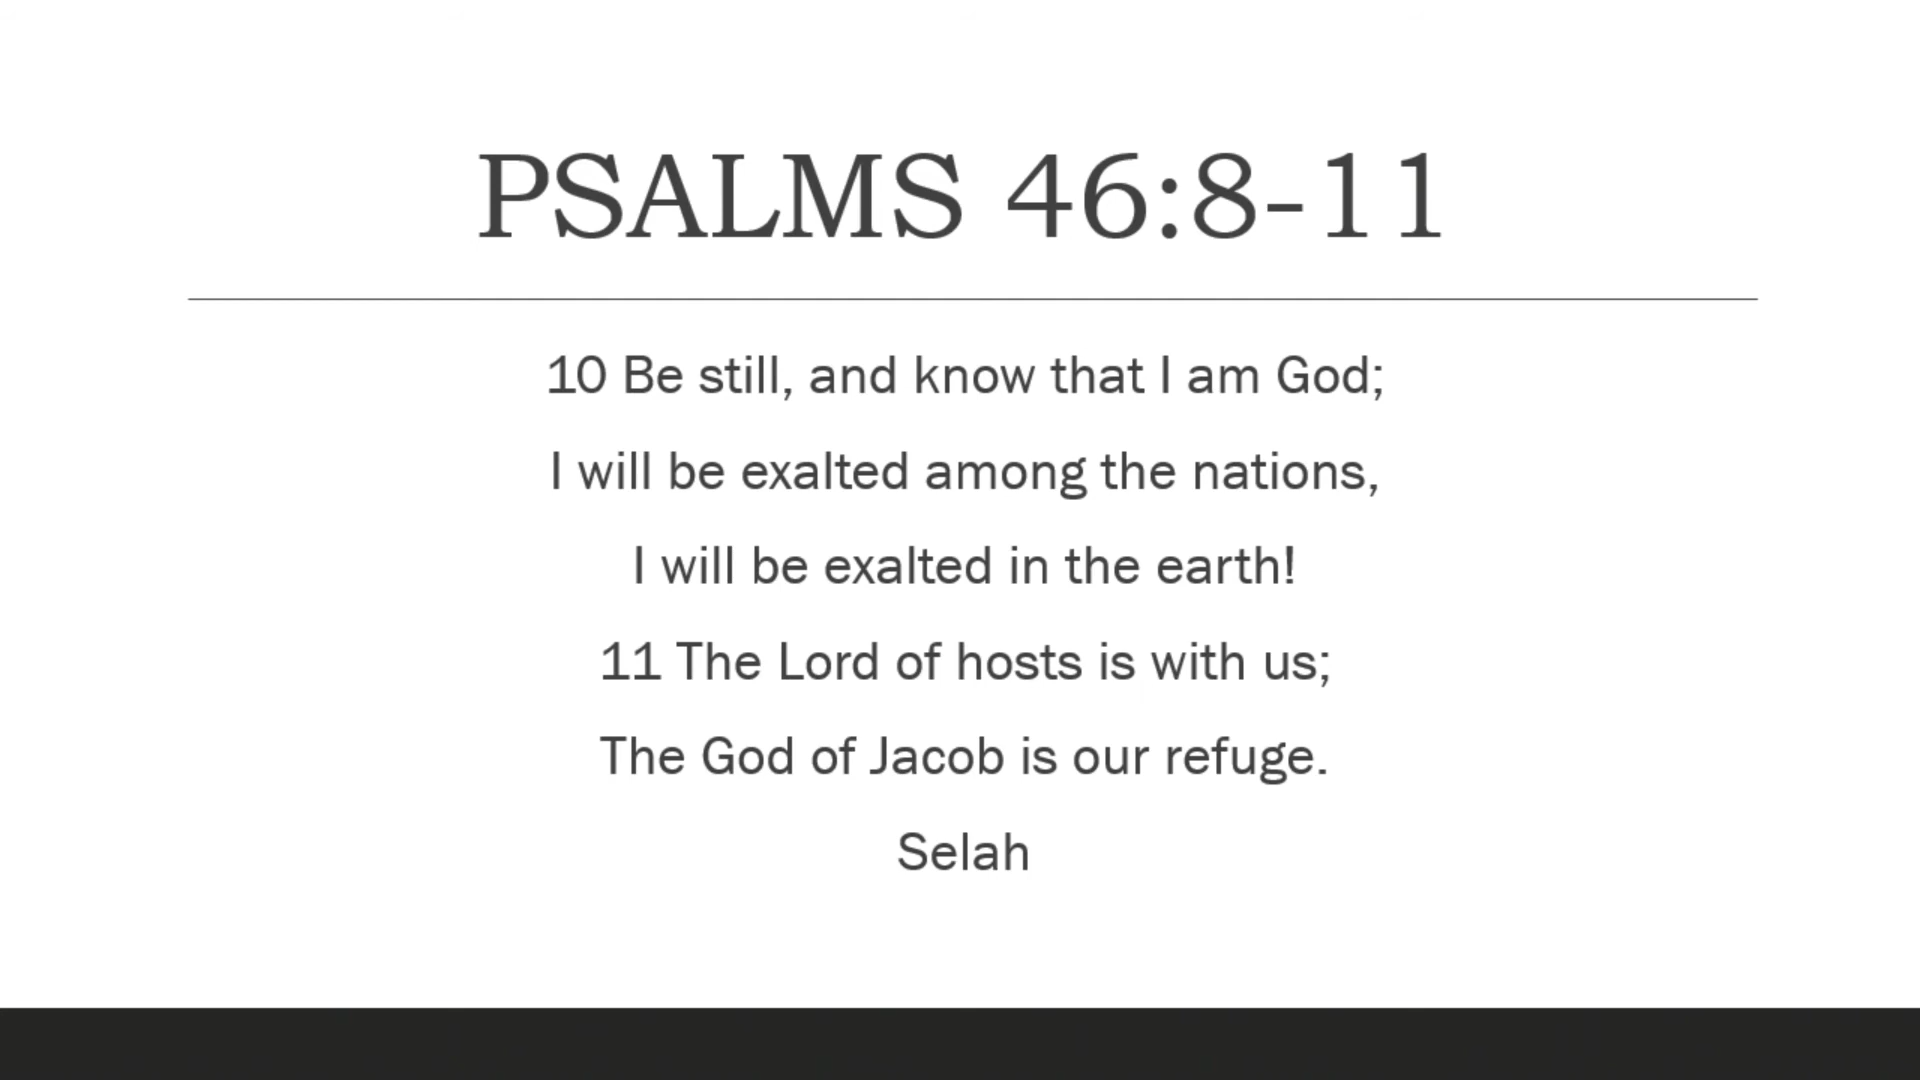 PSALMS 46:8-11
10 Be still, and know that I am God;
I will be exalted among the nations,
I will be exalted in the earth!
11 The Lord of hosts is with us;
The God of Jacob is our refuge.
Selah